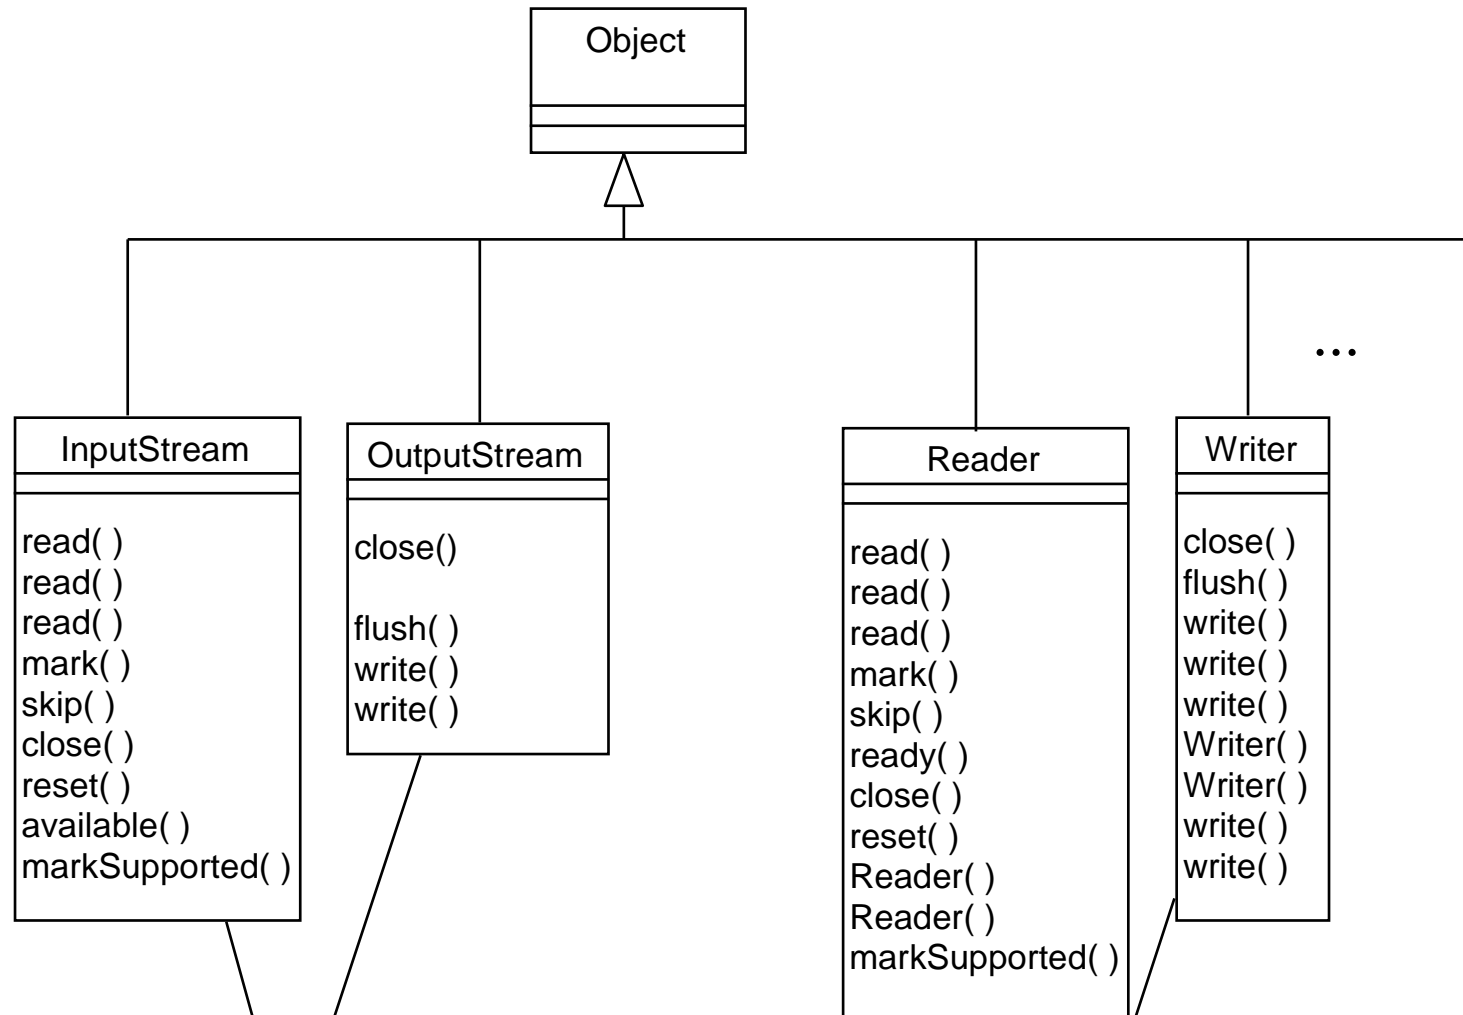 Object
...
InputStream
read( )
read( )
read( )
mark( )
skip( )
close( )
reset( )
available( )
markSupported( )
OutputStream
close()
flush( )
write( )
write( )
Reader
read( )
read( )
read( )
mark( )
skip( )
ready( )
close( )
reset( )
Reader( )
Reader( )
markSupported( )
Writer
close( )
flush( )
write( )
write( )
write( )
Writer( )
Writer( )
write( )
write( )